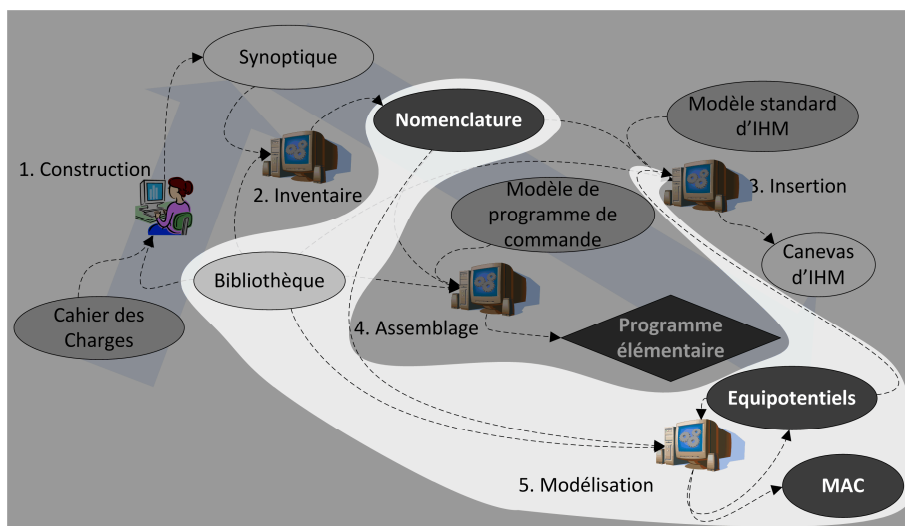 Synoptique
Nomenclature
Modèle standard
d'IHM
1. Construction
2. Inventaire
Modèle de
programme de
commande
3. Insertion
Bibliothèque
Canevas
d'IHM
Cahier des
Charges
4. Assemblage
Programme
élémentaire
Equipotentiels
5. Modélisation
MAC